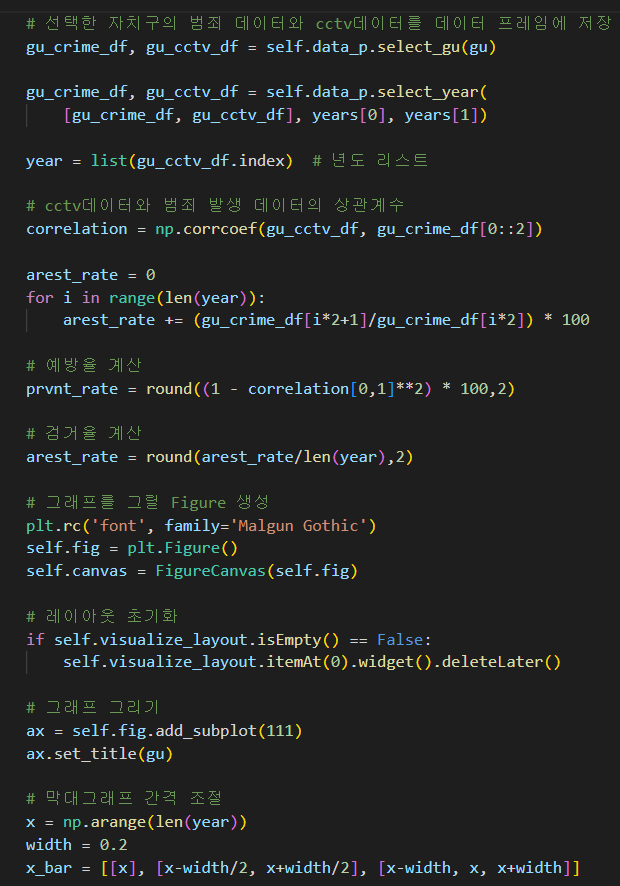 # 선택한 자치구의 범죄 데이터와 cctv데이터를 데이터 프레임에 저장
gu_crime_df, gu_cctv_df = self.data_p.select_gu(gu)
gu_crime_df, gu_cctv_df = self.data_p.select_year(
    [gu_crime_df, gu_cctv_df], years[0], years[1])
year = list(gu_cctv_df.index)  # 년도 리스트
# cctv데이터와 범죄 발생 데이터의 상관계수
correlation = np.corrcoef(gu_cctv_df, gu_crime_df[0::2])
arest_rate = 0
for i in range(len(year)):
    arest_rate += (gu_crime_df[i*2+1]/gu_crime_df[i*2]) * 100
# 예방율 계산
prvnt_rate = round((1 - correlation[0,1]**2) * 100,2)
# 검거율 계산
arest_rate = round(arest_rate/len(year),2)
# 그래프를 그럴 Figure 생성
plt.rc('font', family='Malgun Gothic')
self.fig = plt.Figure()
self.canvas = FigureCanvas(self.fig)
# 레이아웃 초기화
if self.visualize_layout.isEmpty() == False:
    self.visualize_layout.itemAt(0).widget().deleteLater()
# 그래프 그리기
ax = self.fig.add_subplot(111)
ax.set_title(gu)
# 막대그래프 간격 조절
x = np.arange(len(year))
width = 0.2
x_bar = [[x], [x-width/2, x+width/2], [x-width, x, x+width]]